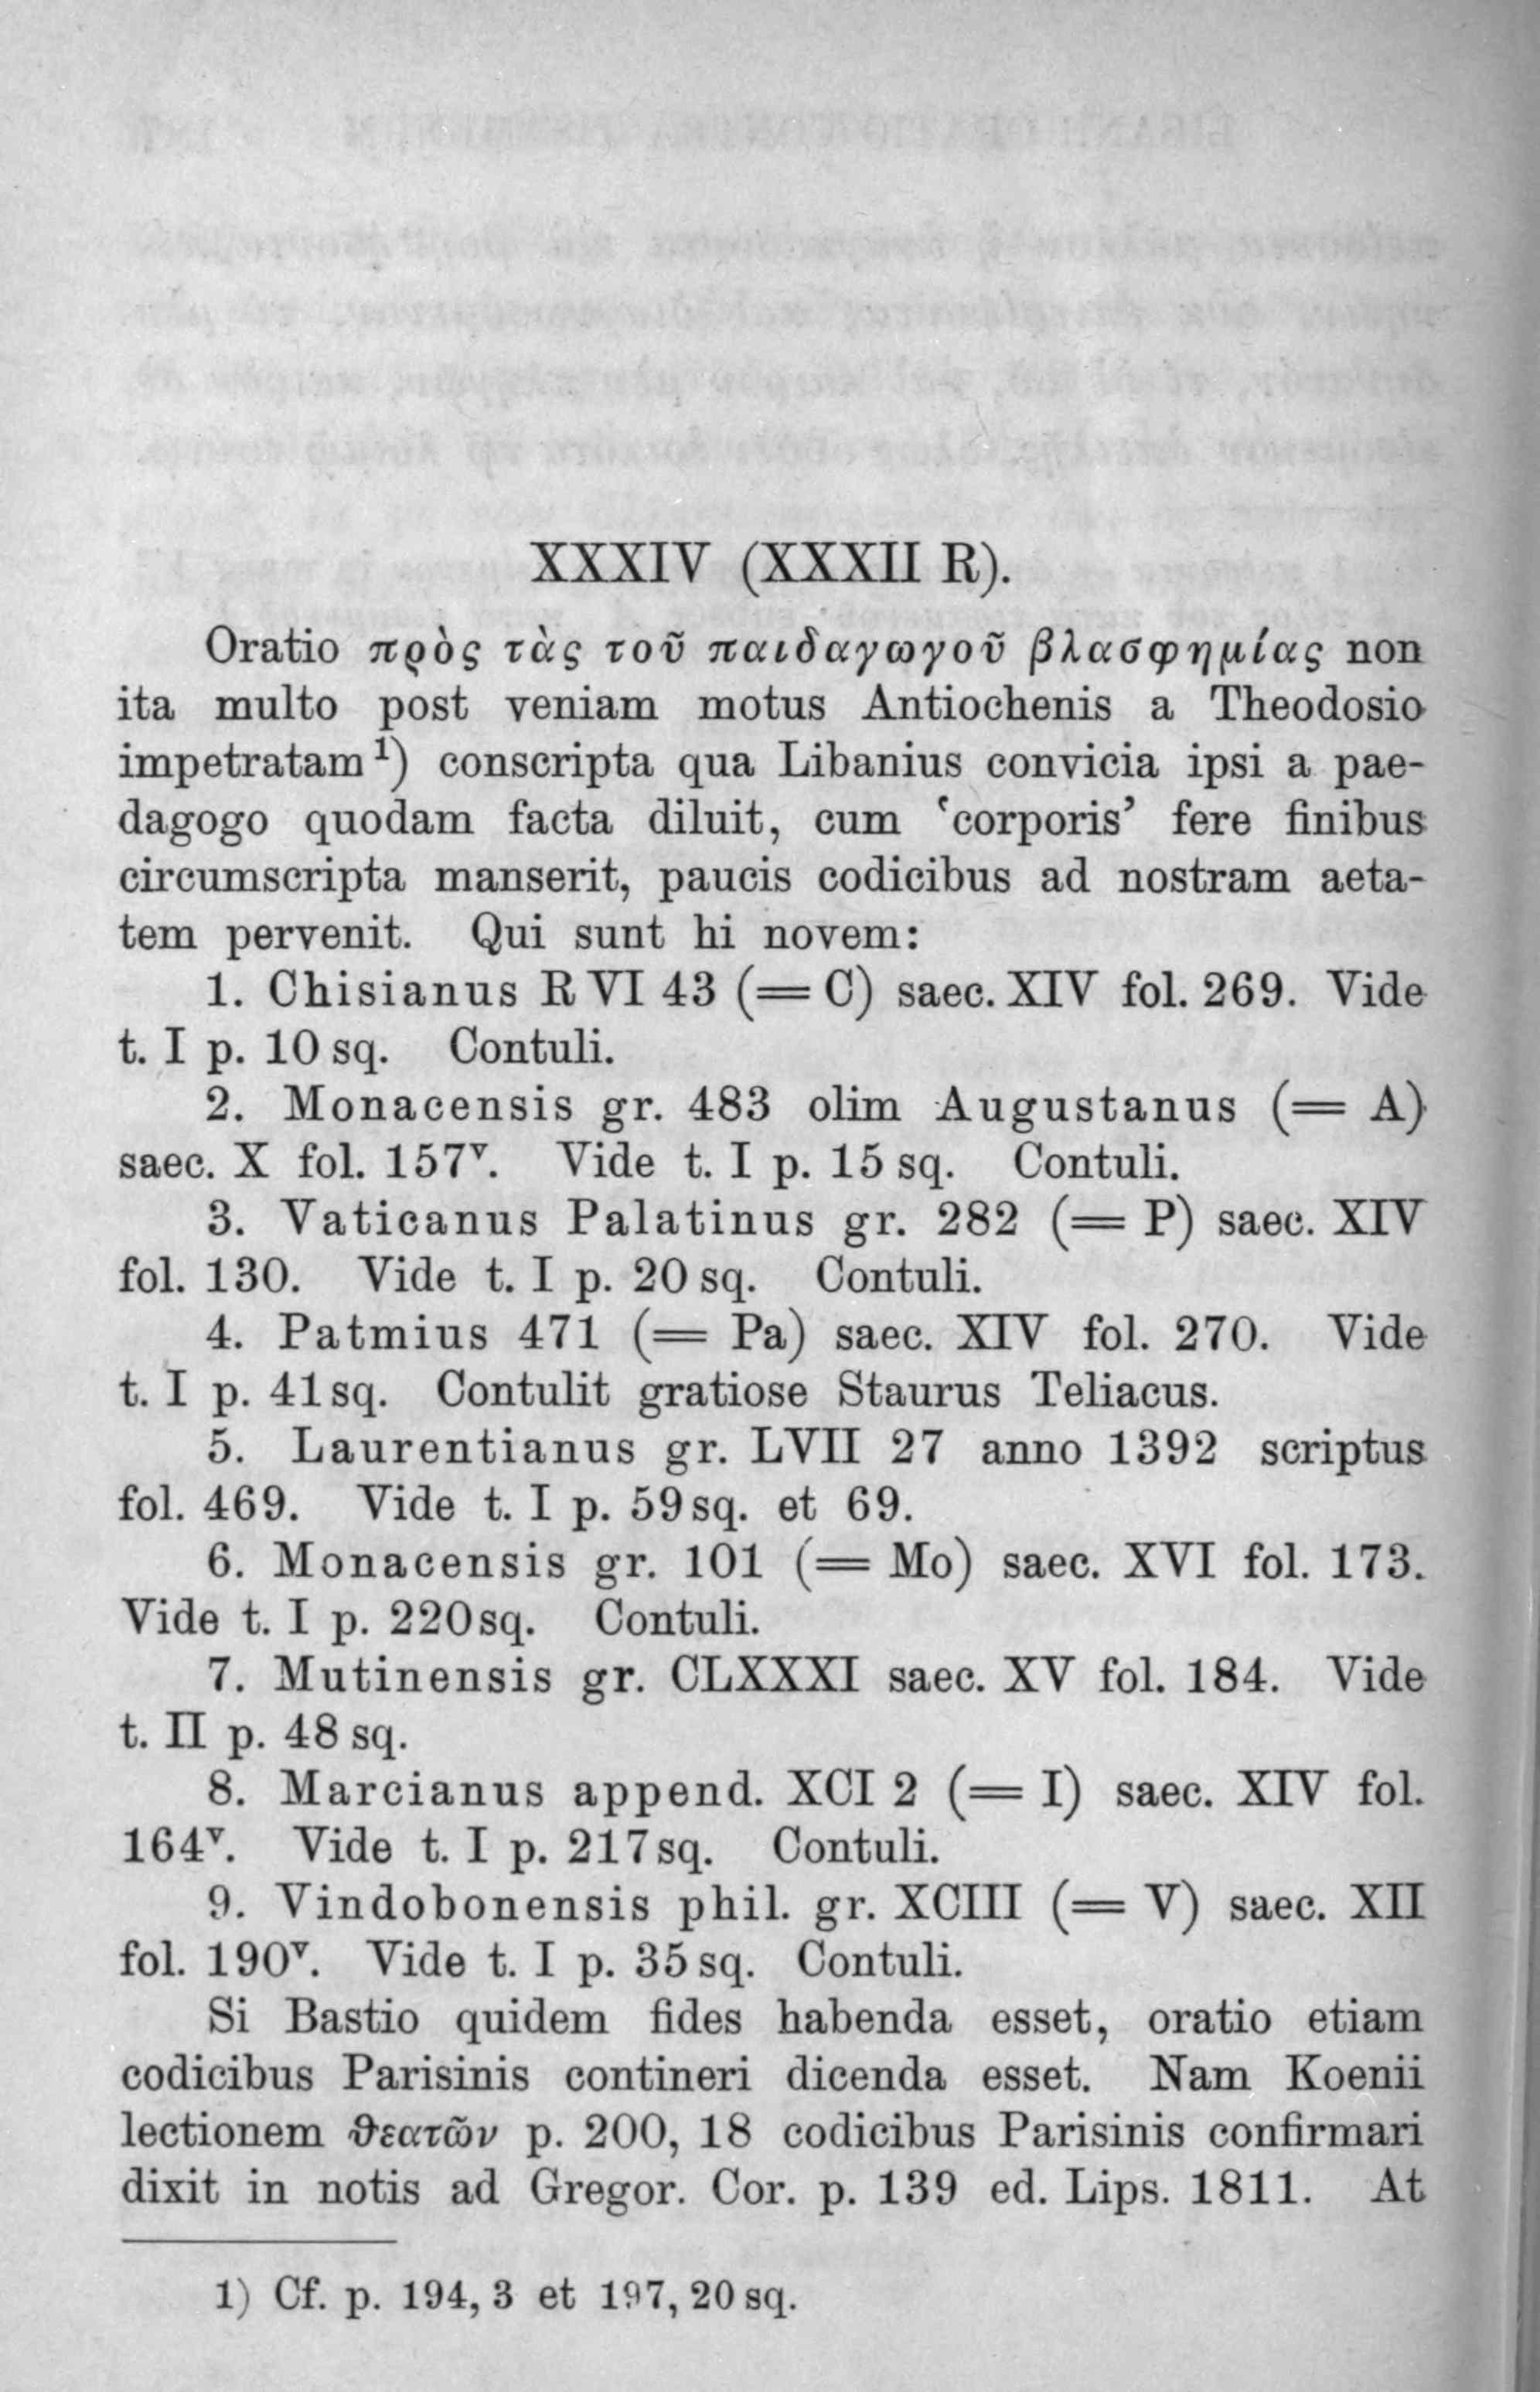 XXXIV (XXXII R).
Oratio πρὸς τὰς τοῦ παιδαγωγοῦ βλασφημίας non
ita multo post veniam motus Antiochenis a Theodosio
impetratam¹) conscripta qua Libanius convicia ipsi a pae-
dagogo quodam facta diluit, cum ‘corporis’ fere finibus
circumscripta manserit, paucis codicibus ad nostram aeta-
tem pervenit. Qui sunt hi novem:
1. Chisianus R VI 43 (= C) saec. XIV fol. 269. Vide
t. I p. 10 sq. Contuli.
2. Monacensis gr. 483 olim Augustanus (= A)
saec. X fol. 157ᵛ. Vide t. I p. 15 sq. Contuli.
3. Vaticanus Palatinus gr. 282 (= P) saec. XIV
fol. 130. Vide t. I p. 20 sq. Contuli.
4. Patmius 471 (= Pa) saec. XIV fol. 270. Vide
t. I p. 41 sq. Contulit gratiose Staurus Teliacus.
5. Laurentianus gr. LVII 27 anno 1392 scriptus
fol. 469. Vide t. I p. 59 sq. et 69.
6. Monacensis gr. 101 (= Mo) saec. XVI fol. 173.
Vide t. I p. 220 sq. Contuli.
7. Mutinensis gr. CLXXXI saec. XV fol. 184. Vide
t. II p. 48 sq.
8. Marcianus append. XCI 2 (= I) saec. XIV fol.
164ᵛ. Vide t. I p. 217 sq. Contuli.
9. Vindobonensis phil. gr. XCIII (= V) saec. XII
fol. 190ᵛ. Vide t. I p. 35 sq. Contuli.
Si Bastio quidem fides habenda esset, oratio etiam
codicibus Parisinis contineri dicenda esset. Nam Koenii
lectionem θεατῶν p. 200, 18 codicibus Parisinis confirmari
dixit in notis ad Gregor. Cor. p. 139 ed. Lips. 1811. At
1) Cf. p. 194, 3 et 197, 20 sq.